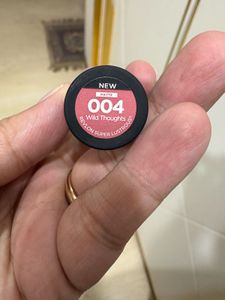 NEW
MATTE
004
Wild Thoughts
REVLON SUPER LUSTROUS